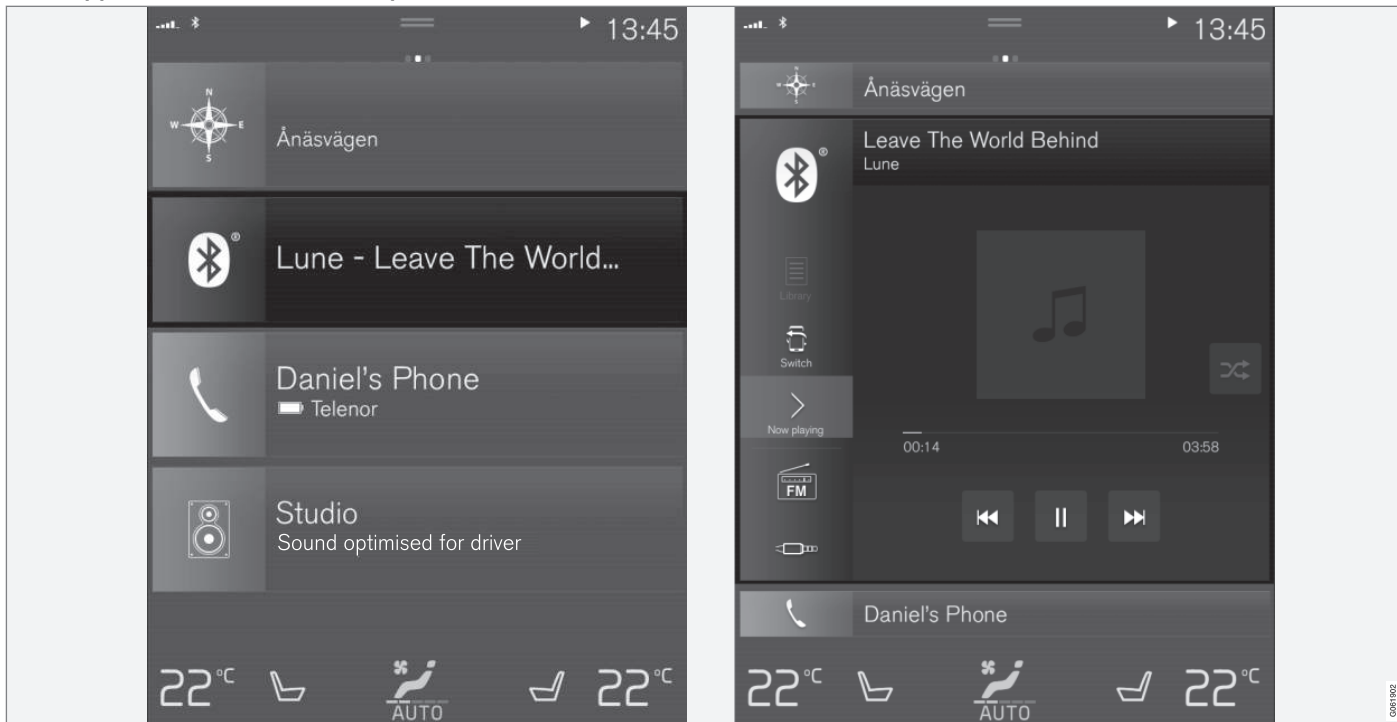 13:45
N
W E
S
Ånäsvägen
®
Lune - Leave The World...
Daniel's Phone
Telenor
Studio
Sound optimised for driver
22°C
AUTO
22°C
13:45
N
W E
S
Ånäsvägen
®
Leave The World Behind
Lune
Library
Switch
Now playing
00:14
03:58
FM
Daniel's Phone
22°C
AUTO
22°C
G061902